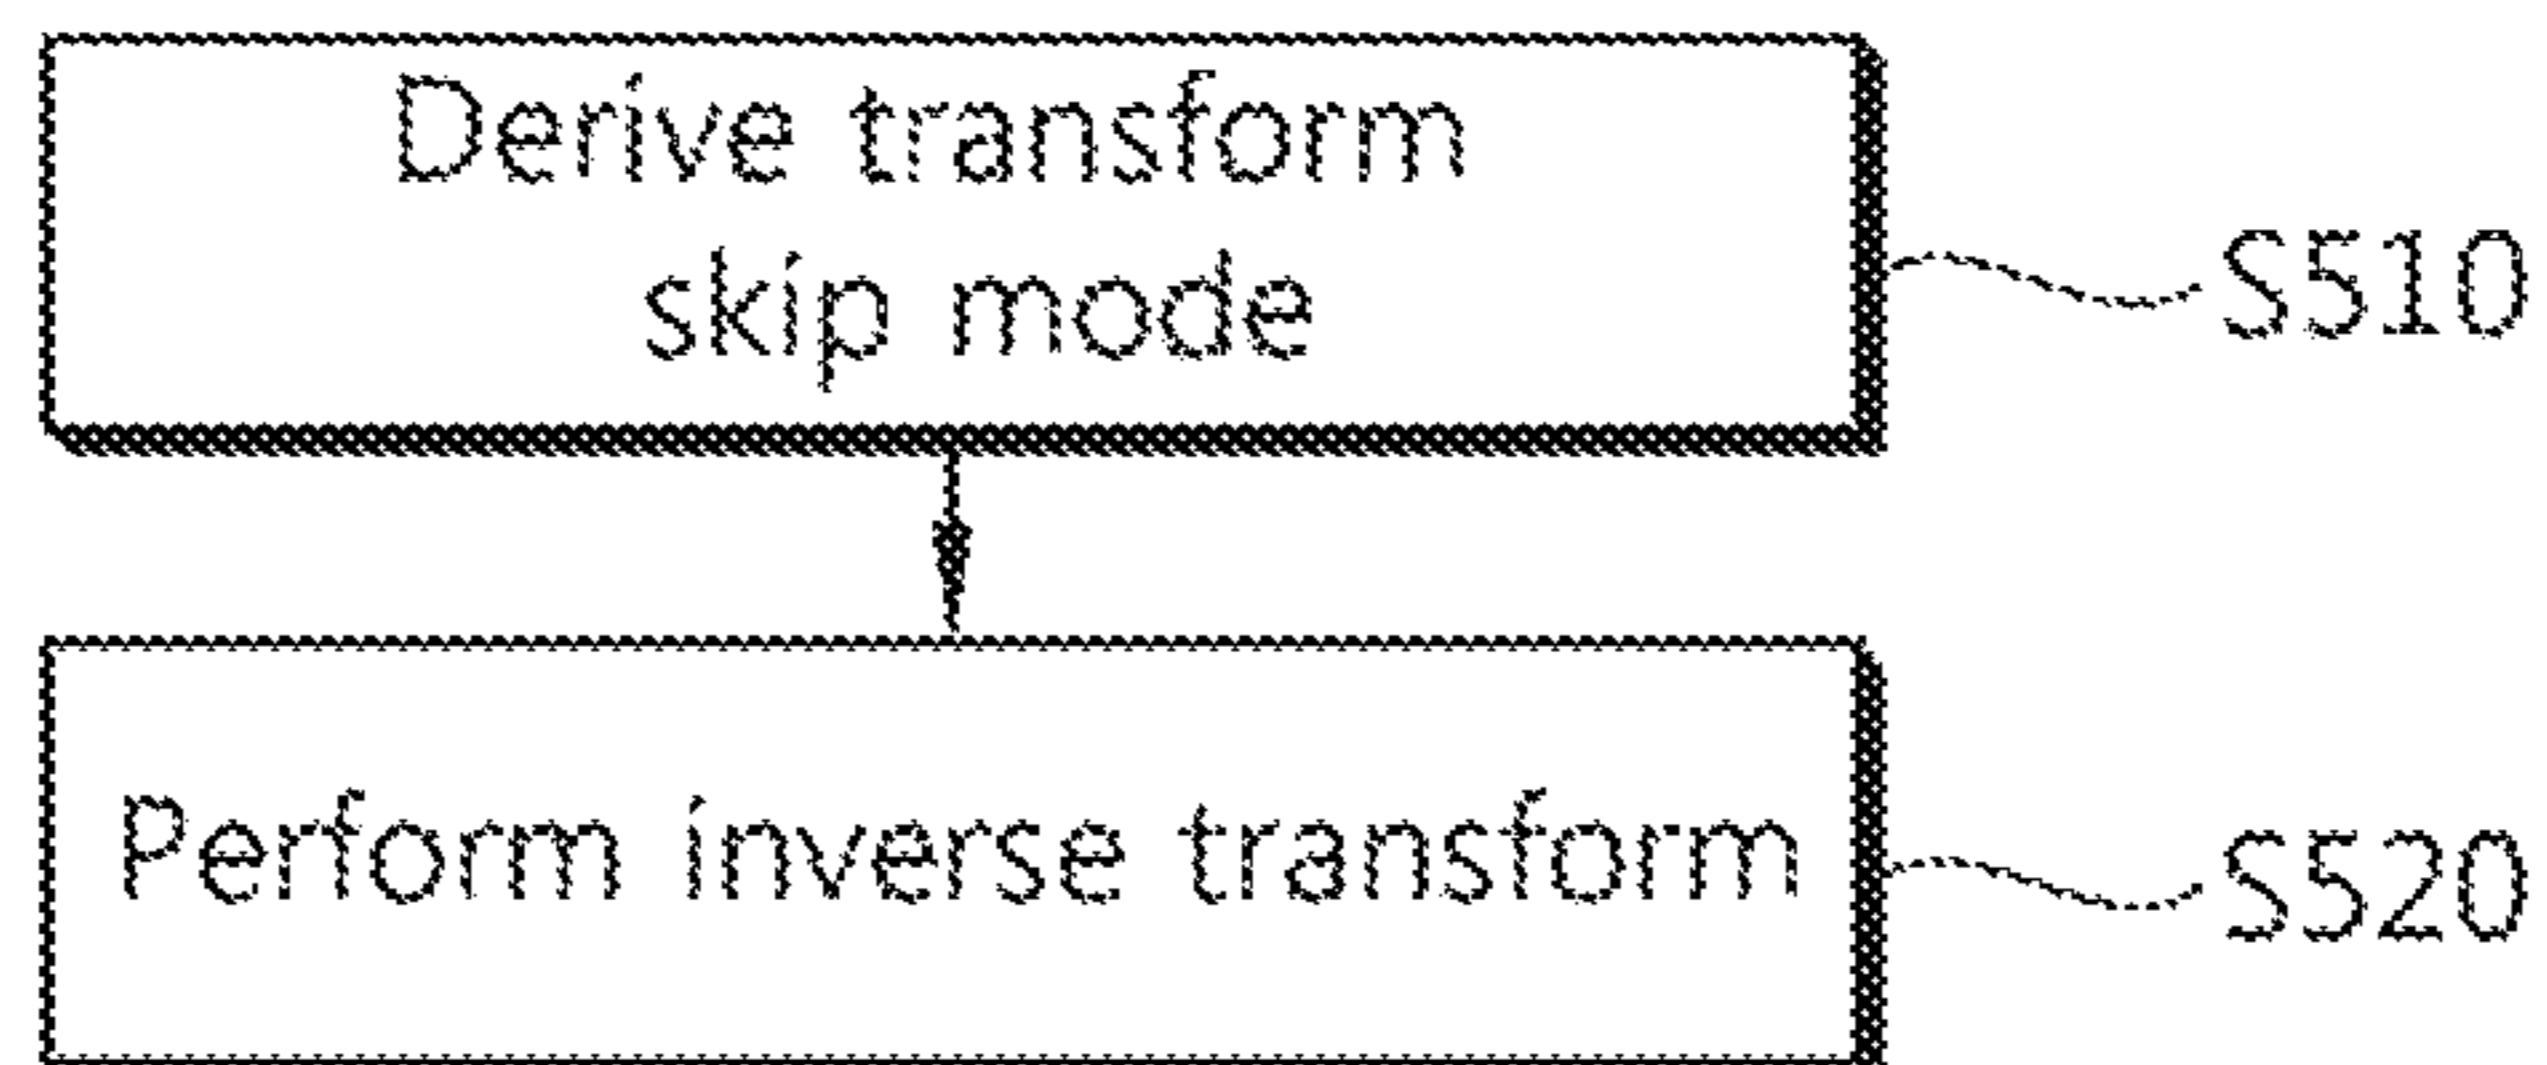 Derive transform
skip mode
S510
Perform inverse transform
S520